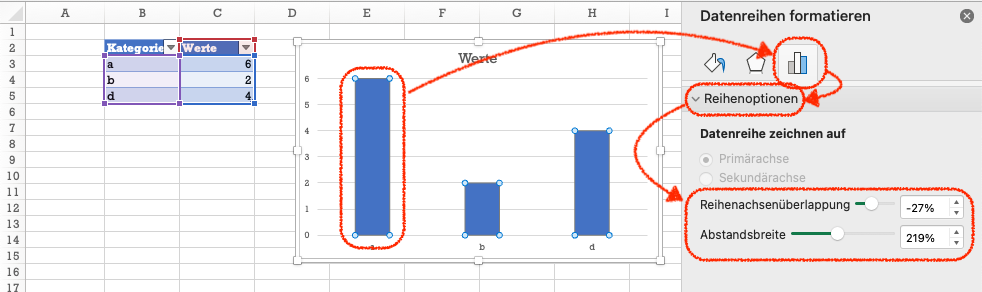 A B C D E F G H I
Datenreihen formatieren
1
2 Kategorie Werte
3 a 6
4 b 2
5 d 4
6
7
8
9
10
11
12
13
14
15
16
17
Werte
6
5
4
3
2
1
0
a b d
Reihenoptionen
Datenreihe zeichnen auf
Primärachse
Sekundärachse
Reihenachsenüberlappung -27%
Abstandsbreite 219%